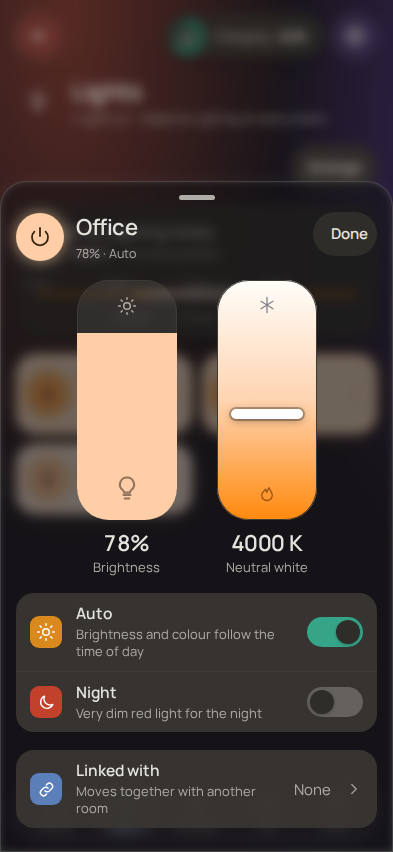 Lights
Office
Done
78% · Auto
78%
4000 K
Brightness
Neutral white
Auto
Brightness and colour follow the
time of day
Night
Very dim red light for the night
Linked with
Moves together with another
room
None